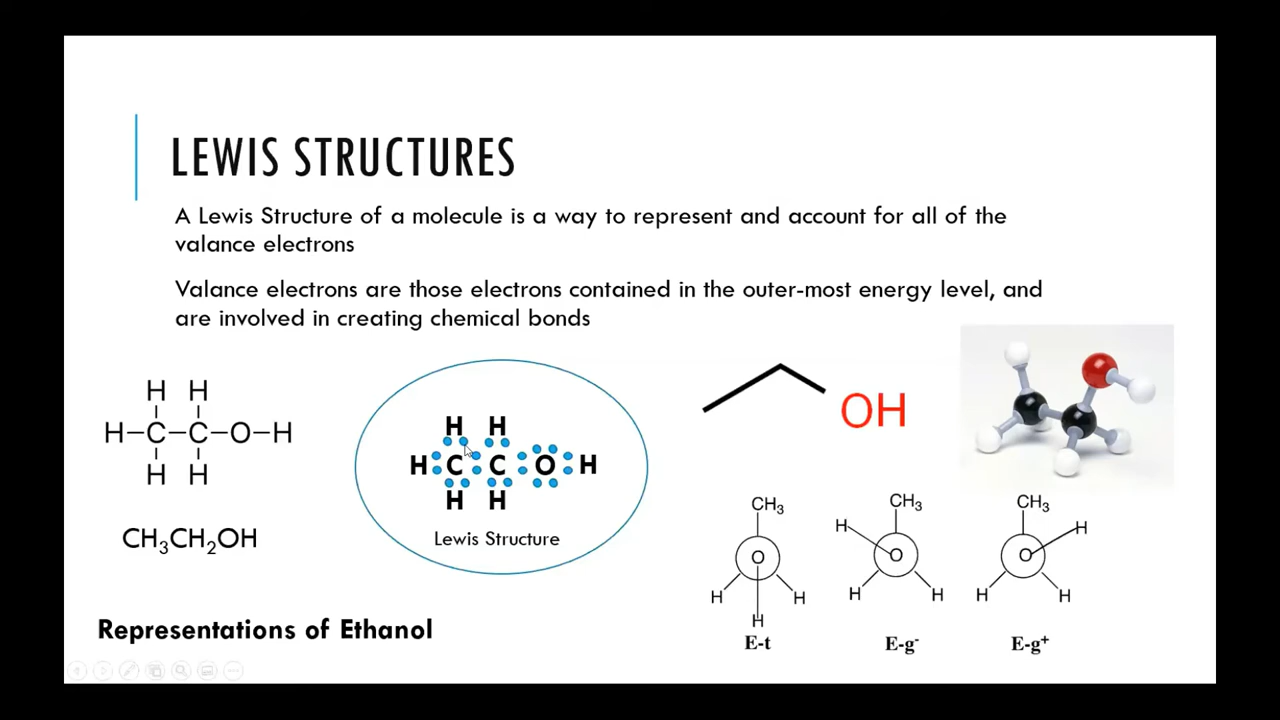 LEWIS STRUCTURES
A Lewis Structure of a molecule is a way to represent and account for all of the
valance electrons
Valance electrons are those electrons contained in the outer-most energy level, and
are involved in creating chemical bonds
H H
H–C–C–O–H
H H
CH₃CH₂OH
H H
H C C O H
H H
Lewis Structure
OH
CH₃ CH₃ CH₃
H H
O O O
H H H H H H
H
E-t E-g⁻ E-g⁺
Representations of Ethanol